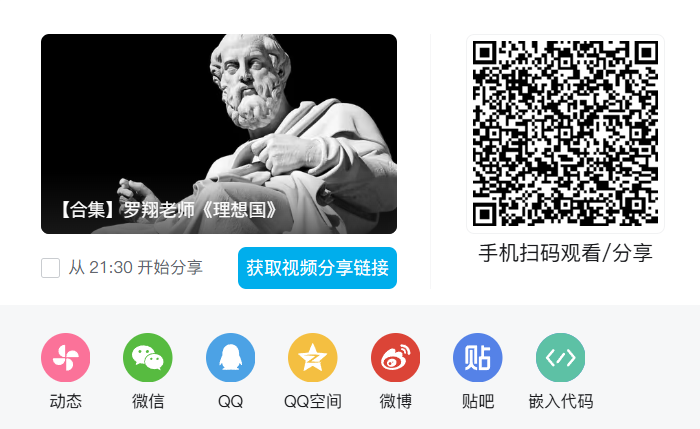 【合集】罗翔老师《理想国》
从 21:30 开始分享
获取视频分享链接
手机扫码观看/分享
贴
动态
微信
QQ
QQ空间
微博
贴吧
嵌入代码